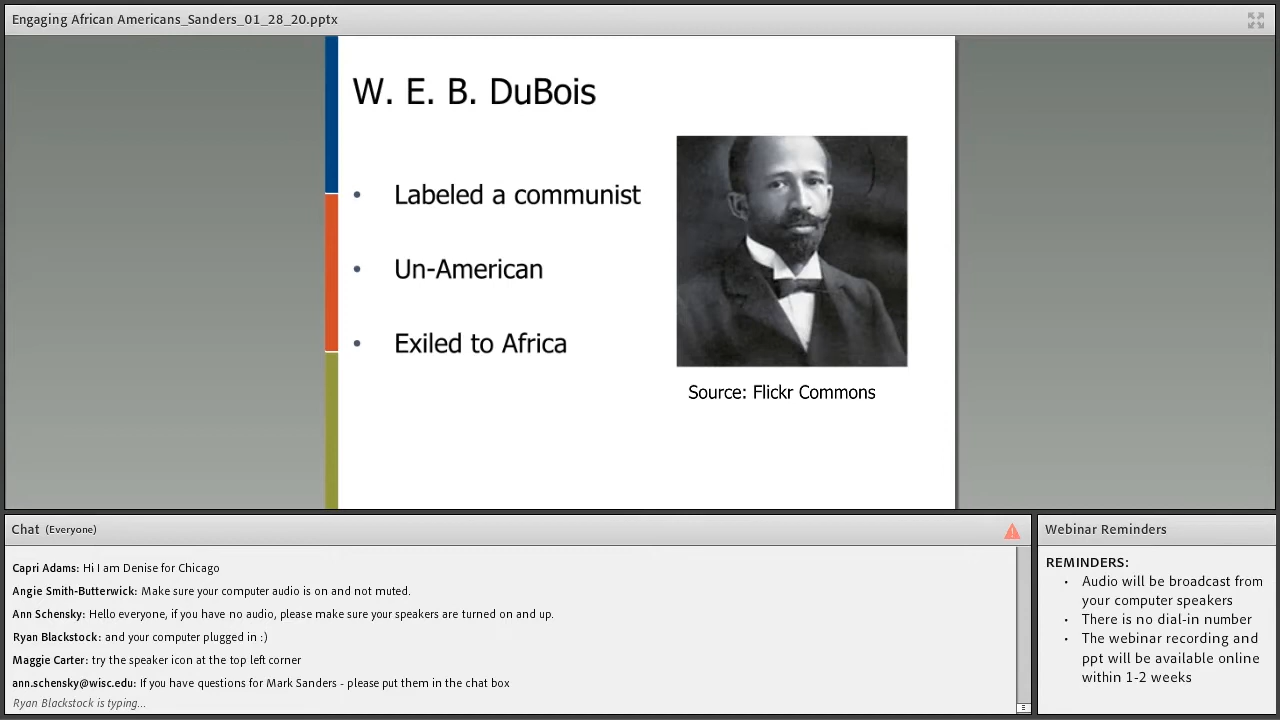 Engaging African Americans_Sanders_01_28_20.pptx
W. E. B. DuBois
• Labeled a communist
• Un-American
• Exiled to Africa
Source: Flickr Commons
Chat (Everyone)
Capri Adams: Hi I am Denise for Chicago
Angie Smith-Butterwick: Make sure your computer audio is on and not muted.
Ann Schensky: Hello everyone, if you have no audio, please make sure your speakers are turned on and up.
Ryan Blackstock: and your computer plugged in :)
Maggie Carter: try the speaker icon at the top left corner
ann.schensky@wisc.edu: If you have questions for Mark Sanders - please put them in the chat box
Ryan Blackstock is typing...
Webinar Reminders
REMINDERS:
• Audio will be broadcast from
your computer speakers
• There is no dial-in number
• The webinar recording and
ppt will be available online
within 1-2 weeks